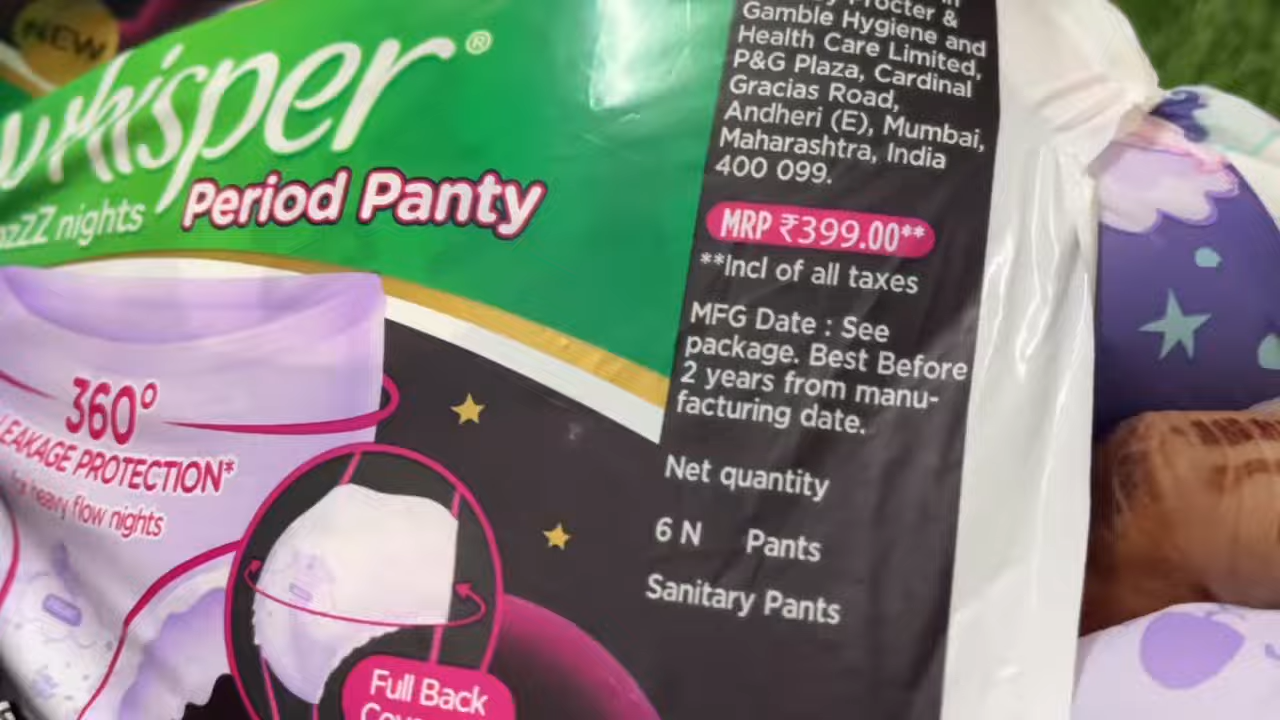 NEW
whisper®
nights
Period Panty
360°
LEAKAGE PROTECTION*
heavy flow nights
Full Back
Procter &
Gamble Hygiene and
Health Care Limited,
P&G Plaza, Cardinal
Gracias Road,
Andheri (E), Mumbai,
Maharashtra, India
400 099.
MRP ₹399.00**
**Incl of all taxes
MFG Date : See
package. Best Before
2 years from manu-
facturing date.
Net quantity
6 N Pants
Sanitary Pants